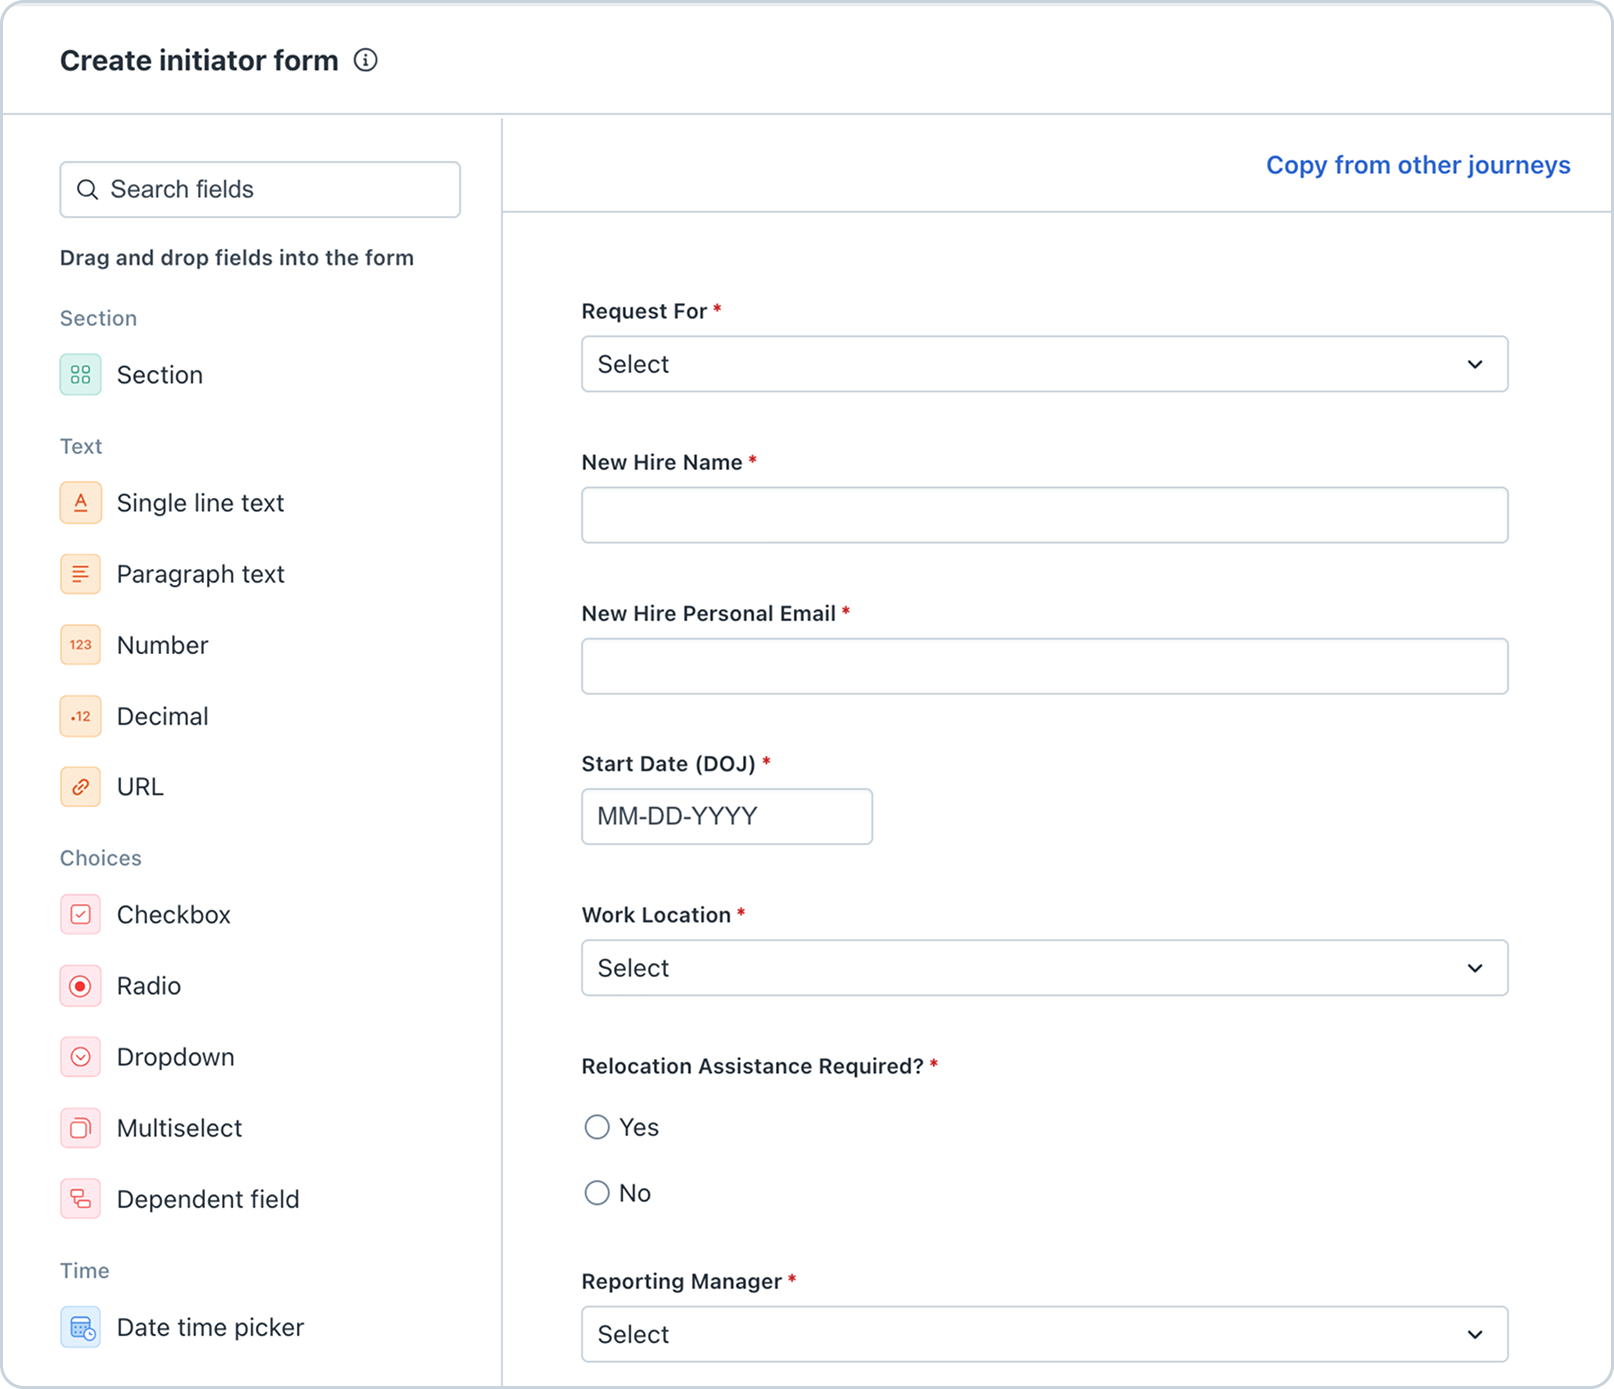 Create initiator form
Search fields
Drag and drop fields into the form
Section
Section
Text
A Single line text
Paragraph text
123 Number
.12 Decimal
URL
Choices
Checkbox
Radio
Dropdown
Multiselect
Dependent field
Time
Date time picker
Copy from other journeys
Request For *
Select
New Hire Name *
New Hire Personal Email *
Start Date (DOJ) *
MM-DD-YYYY
Work Location *
Select
Relocation Assistance Required? *
Yes
No
Reporting Manager *
Select